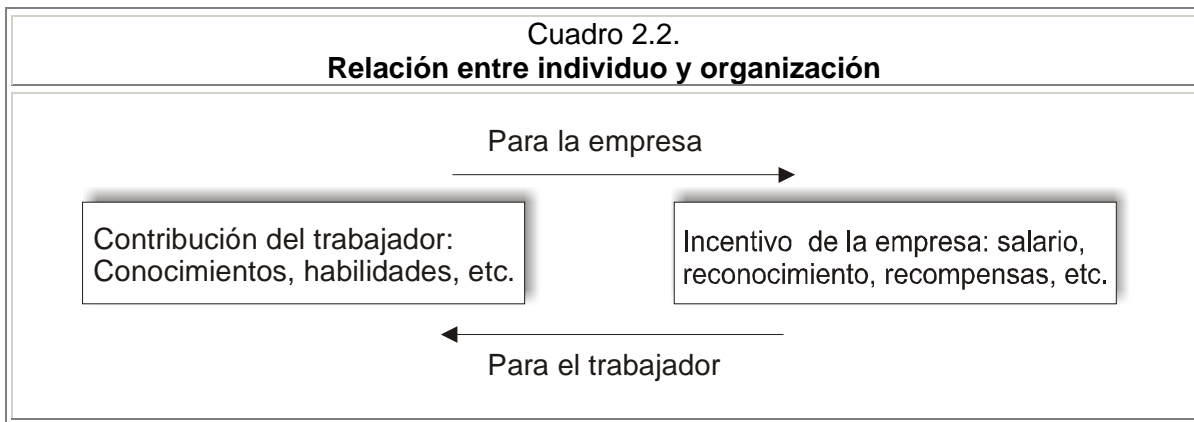 Cuadro 2.2.
Relación entre individuo y organización
Para la empresa
Contribución del trabajador:
Conocimientos, habilidades, etc.
Incentivo de la empresa: salario,
reconocimiento, recompensas, etc.
Para el trabajador